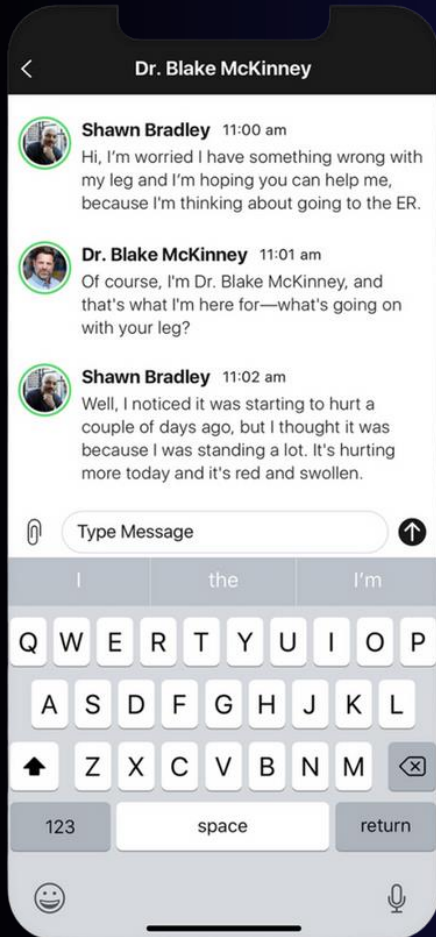 Dr. Blake McKinney
Shawn Bradley 11:00 am
Hi, I'm worried I have something wrong with
my leg and I'm hoping you can help me,
because I'm thinking about going to the ER.
Dr. Blake McKinney 11:01 am
Of course, I'm Dr. Blake McKinney, and
that's what I'm here for—what's going on
with your leg?
Shawn Bradley 11:02 am
Well, I noticed it was starting to hurt a
couple of days ago, but I thought it was
because I was standing a lot. It's hurting
more today and it's red and swollen.
Type Message
I the I'm
Q W E R T Y U I O P
A S D F G H J K L
Z X C V B N M
123 space return